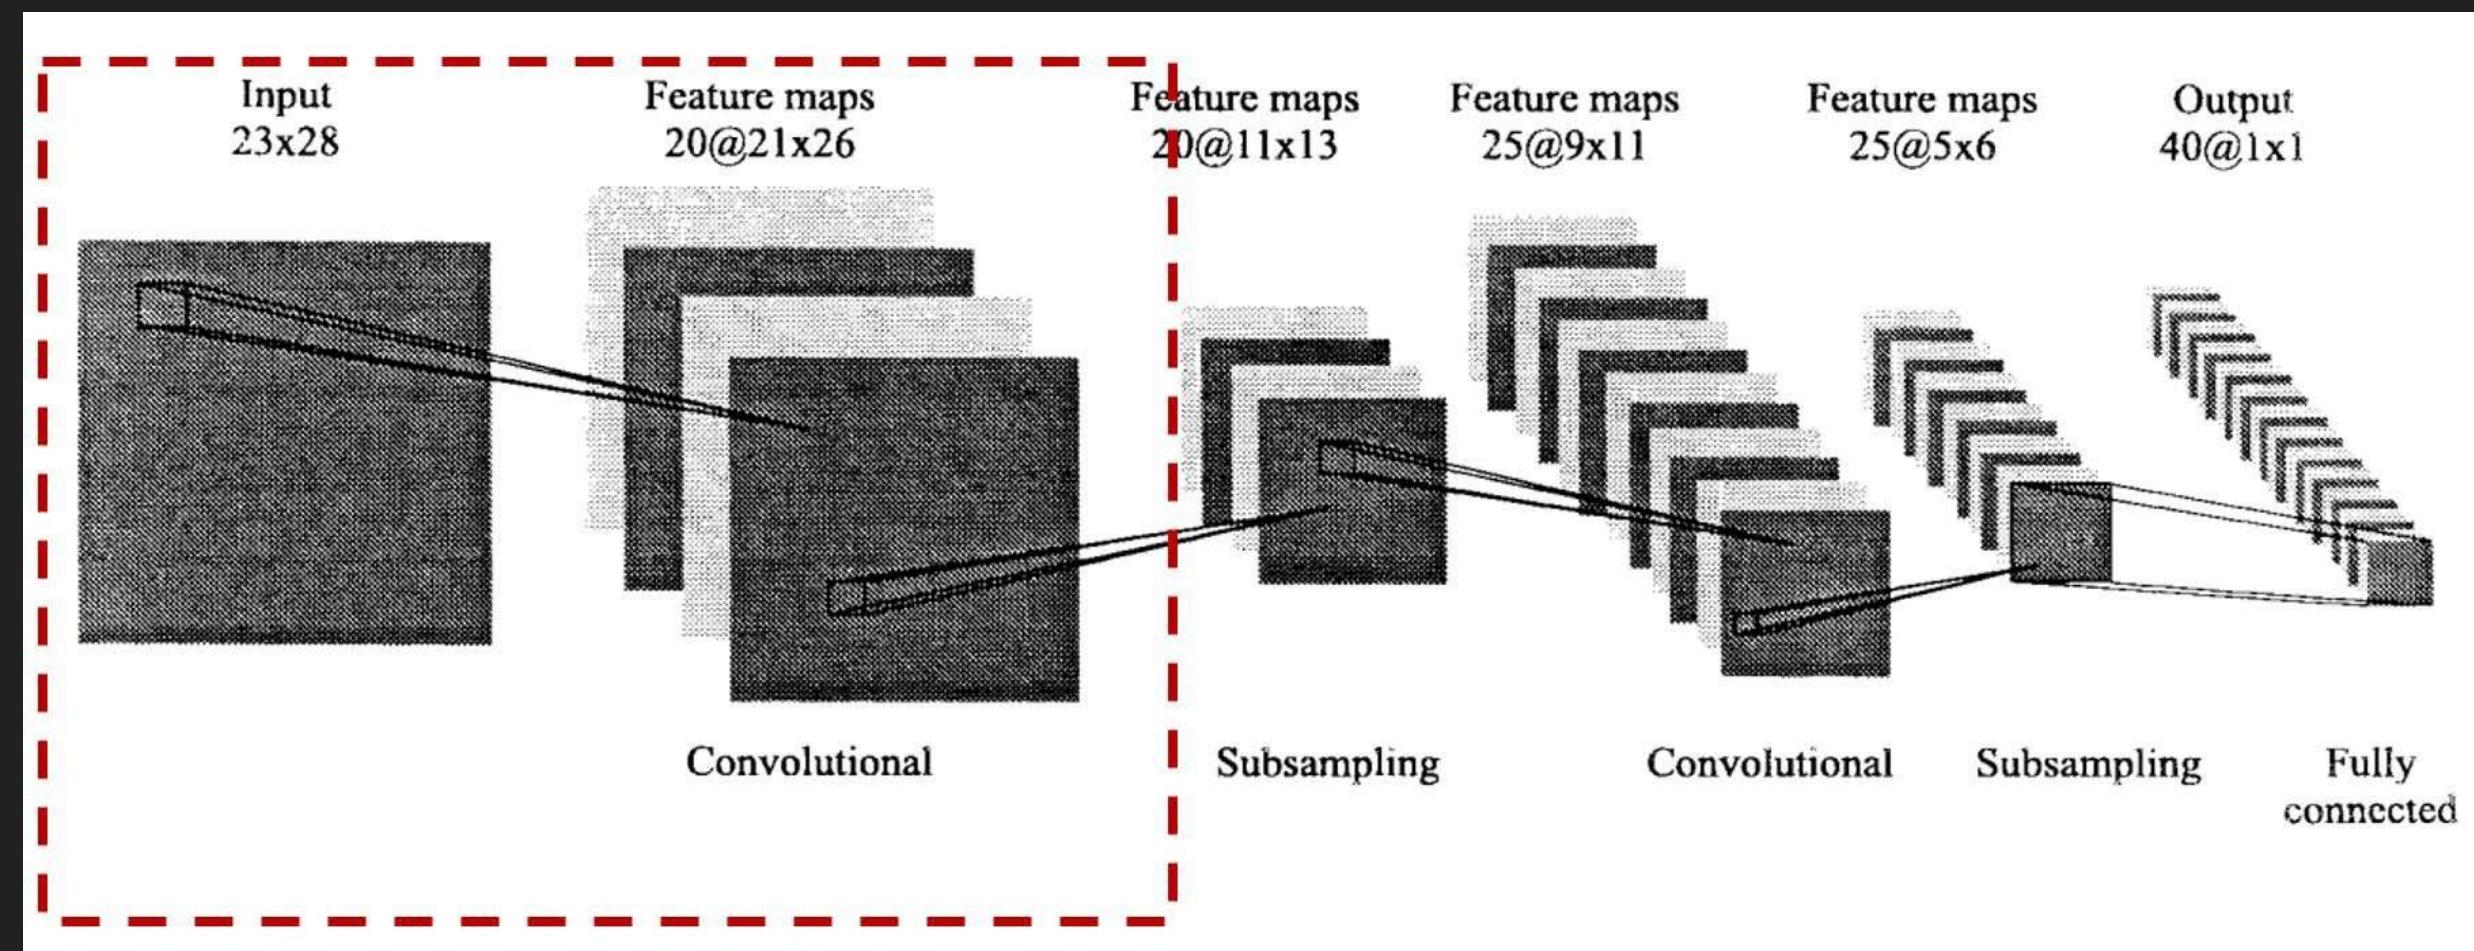 Input
23x28
Feature maps
20@21x26
Feature maps
20@11x13
Feature maps
25@9x11
Feature maps
25@5x6
Output
40@1x1
Convolutional
Subsampling
Convolutional
Subsampling
Fully
connected